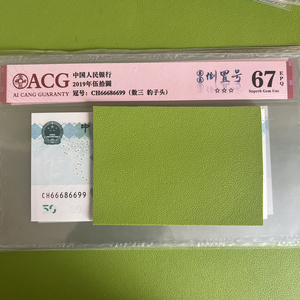 ACG
AI CANG GUARANTY
中国人民银行
2019年伍拾圆
冠号：CH66686699（数三 豹子头）
倒置号
☆☆☆
67
EPQ
Superb Gem Unc
中
CH66686699